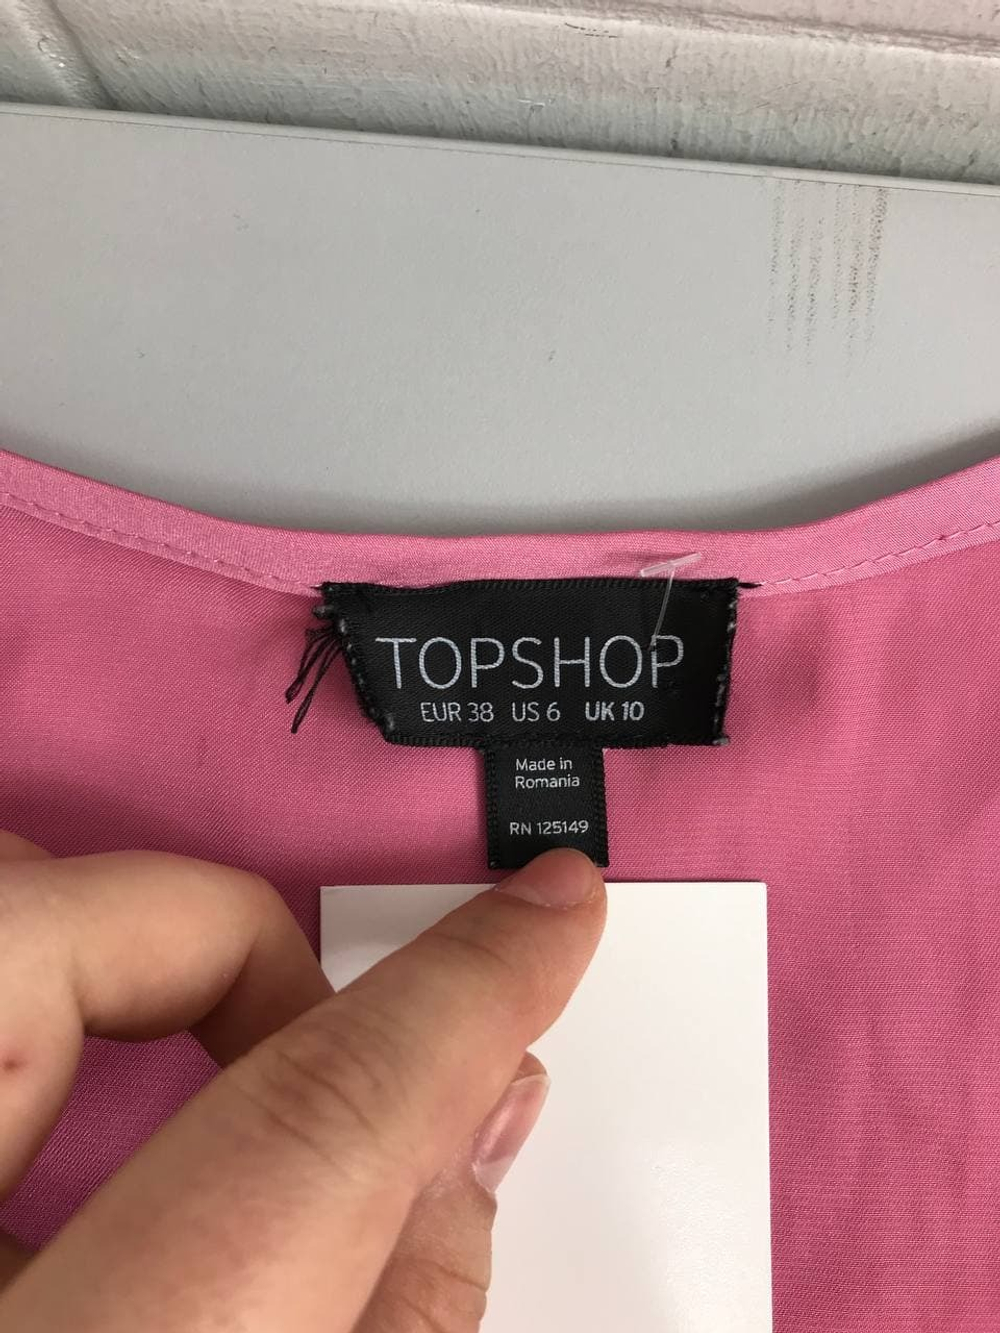 TOPSHOP
EUR 38 US 6 UK 10
Made in
Romania
RN 125149